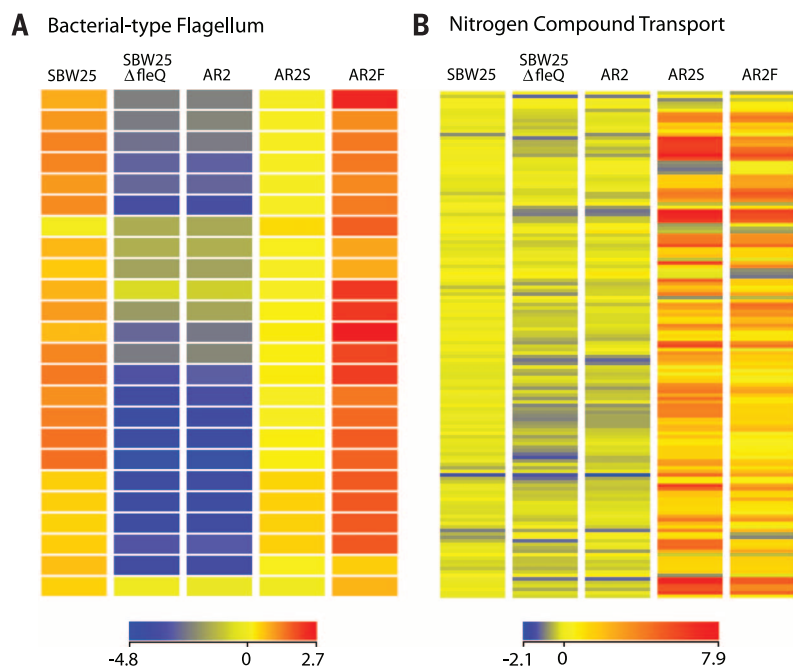 A Bacterial-type Flagellum
SBW25 SBW25 ΔfleQ AR2 AR2S AR2F
-4.8 0 2.7
B Nitrogen Compound Transport
SBW25 SBW25 ΔfleQ AR2 AR2S AR2F
-2.1 0 7.9